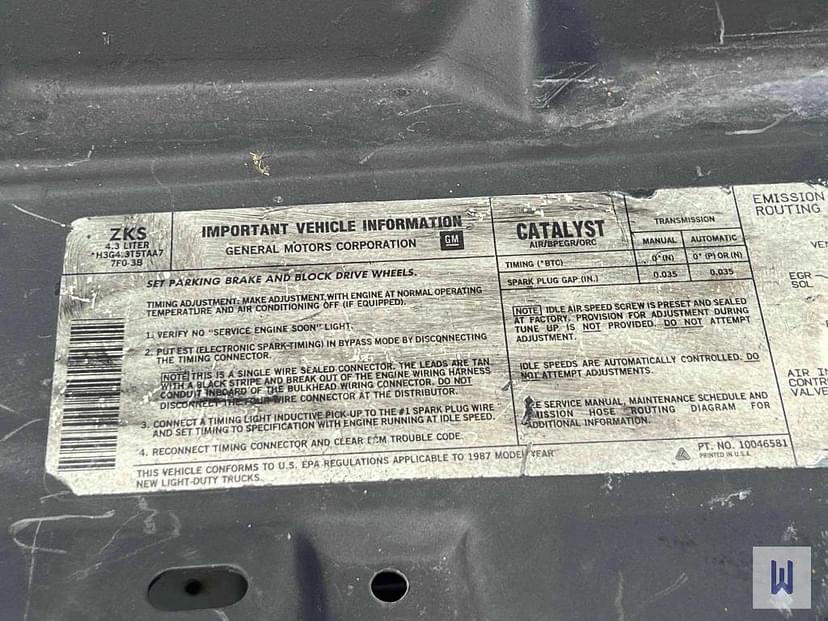 ZKS
4.3 LITER
*H3G4.3T5TAA7
7F0-3B
IMPORTANT VEHICLE INFORMATION
GENERAL MOTORS CORPORATION
GM
SET PARKING BRAKE AND BLOCK DRIVE WHEELS.
TIMING ADJUSTMENT: MAKE ADJUSTMENT WITH ENGINE AT NORMAL OPERATING
TEMPERATURE AND AIR CONDITIONING OFF (IF EQUIPPED).
1. VERIFY NO "SERVICE ENGINE SOON" LIGHT.
2. PUT EST (ELECTRONIC SPARK-TIMING) IN BYPASS MODE BY DISCONNECTING
THE TIMING CONNECTOR.
NOTE THIS IS A SINGLE WIRE SEALED CONNECTOR. THE LEADS ARE TAN
WITH A BLACK STRIPE AND BREAK OUT OF THE ENGINE WIRING HARNESS
CONDUIT INBOARD OF THE BULKHEAD WIRING CONNECTOR. DO NOT
DISCONNECT THE FOUR WIRE CONNECTOR AT THE DISTRIBUTOR.
3. CONNECT A TIMING LIGHT INDUCTIVE PICK-UP TO THE #1 SPARK PLUG WIRE
AND SET TIMING TO SPECIFICATION WITH ENGINE RUNNING AT IDLE SPEED.
4. RECONNECT TIMING CONNECTOR AND CLEAR ECM TROUBLE CODE.
THIS VEHICLE CONFORMS TO U.S. EPA REGULATIONS APPLICABLE TO 1987 MODEL YEAR
NEW LIGHT-DUTY TRUCKS.
CATALYST
AIR/BPEGR/ORC
TRANSMISSION
MANUAL AUTOMATIC
TIMING (°BTC) 0°(N) 0° (P) OR (N)
SPARK PLUG GAP (IN.) 0.035 0.035
NOTE IDLE AIR SPEED SCREW IS PRESET AND SEALED
AT FACTORY. PROVISION FOR ADJUSTMENT DURING
TUNE UP IS NOT PROVIDED. DO NOT ATTEMPT
ADJUSTMENT.
IDLE SPEEDS ARE AUTOMATICALLY CONTROLLED. DO
NOT ATTEMPT ADJUSTMENTS.
SEE SERVICE MANUAL, MAINTENANCE SCHEDULE AND
EMISSION HOSE ROUTING DIAGRAM FOR
ADDITIONAL INFORMATION.
PT. NO. 10046581
PRINTED IN U.S.A.
EMISSION
ROUTING
VE
EGR
SOL
AIR IN
CONTR
VALVE
W